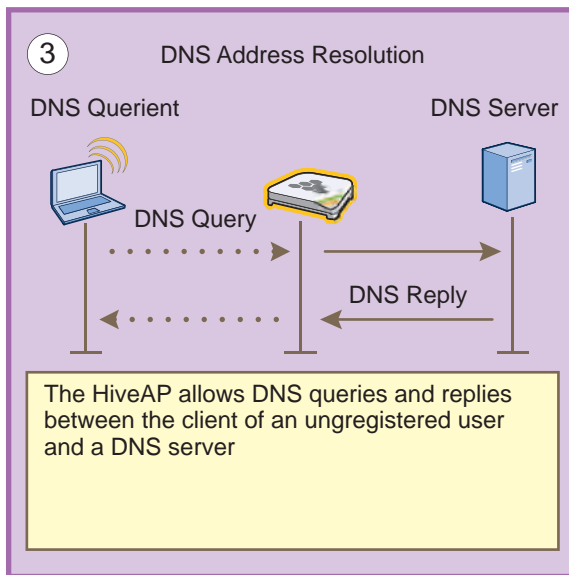 3
DNS Address Resolution
DNS Querient
DNS Server
DNS Query
DNS Reply
The HiveAP allows DNS queries and replies
between the client of an ungregistered user
and a DNS server